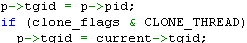 p->tgid = p->pid;
if (clone_flags & CLONE_THREAD)
p->tgid = current->tgid;